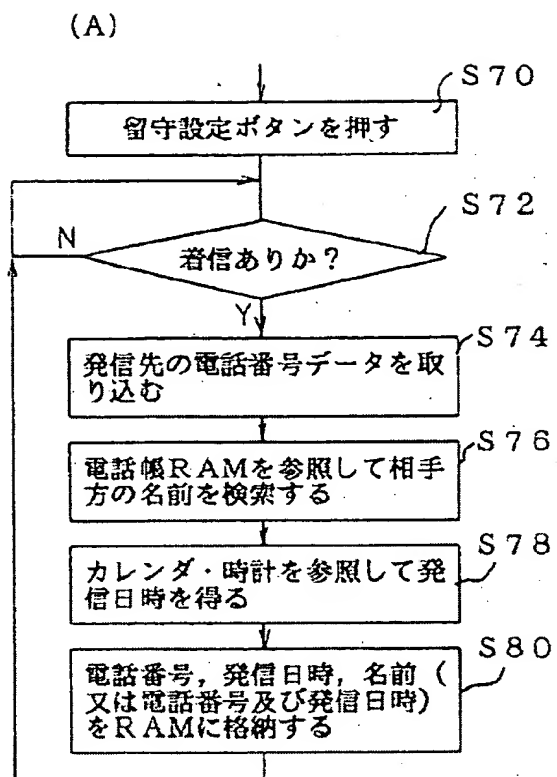 (A)
S70
留守設定ボタンを押す
S72
着信ありか？
N
Y
S74
発信先の電話番号データを取
り込む
S76
電話帳RAMを参照して相手
方の名前を検索する
S78
カレンダ・時計を参照して発
信日時を得る
S80
電話番号，発信日時，名前（
又は電話番号及び発信日時）
をRAMに格納する